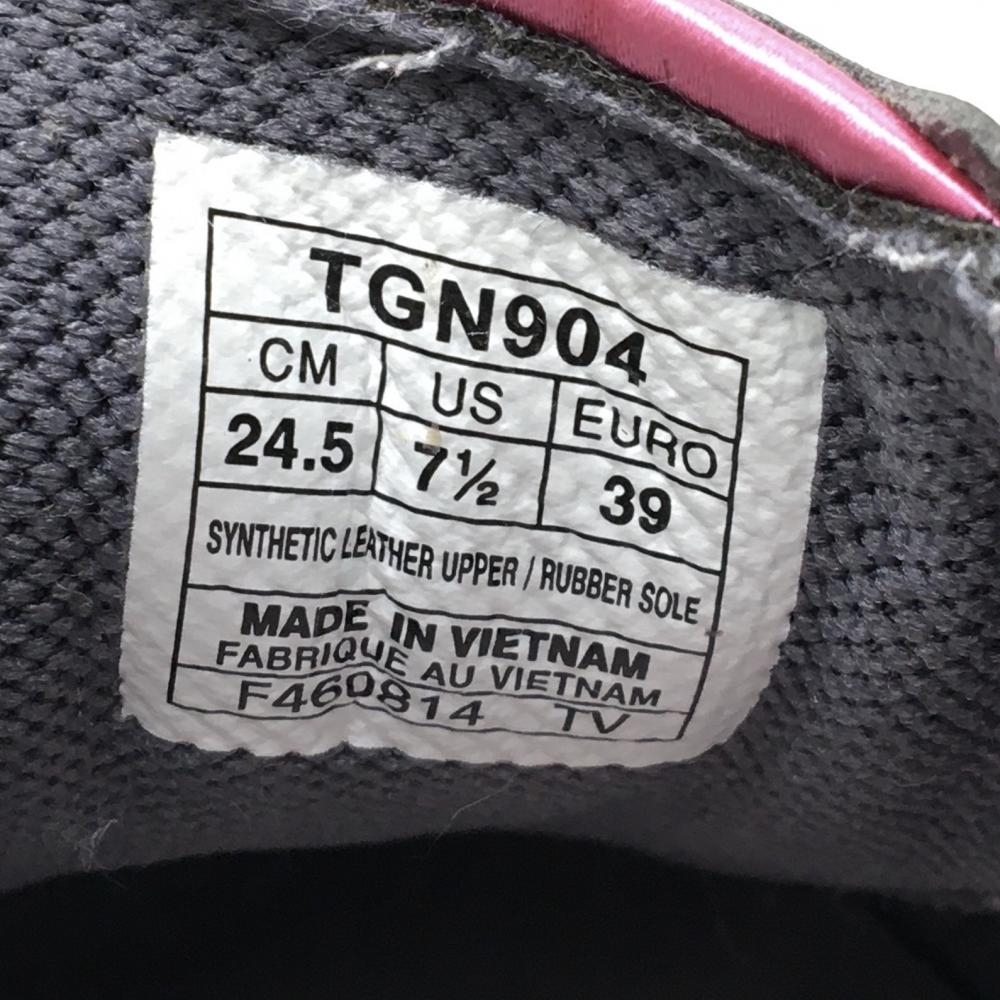 TGN904
CM US EURO
24.5 7½ 39
SYNTHETIC LEATHER UPPER / RUBBER SOLE
MADE IN VIETNAM
FABRIQUE AU VIETNAM
F460814 TV